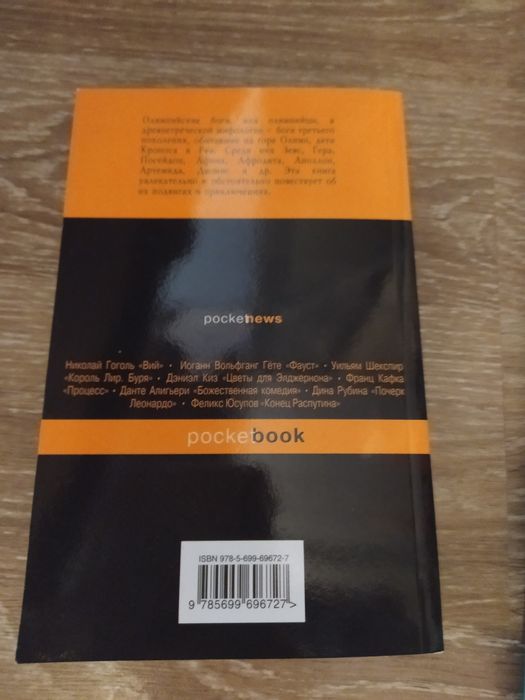 Олимпийские боги, или олимпийцы, в
древнегреческой мифологии – боги третьего
поколения, обитавшие на горе Олимп, дети
Кроноса и Реи. Среди них Зевс, Гера,
Посейдон, Афина, Афродита, Аполлон,
Артемида, Дионис и др. Эта книга
увлекательно и обстоятельно повествует об
их подвигах и приключениях.
pocketnews
Николай Гоголь «Вий» • Иоганн Вольфганг Гёте «Фауст» • Уильям Шекспир
«Король Лир. Буря» • Дэниэл Киз «Цветы для Элджернона» • Франц Кафка
«Процесс» • Данте Алигьери «Божественная комедия» • Дина Рубина «Почерк
Леонардо» • Феликс Юсупов «Конец Распутина»
pocketbook
ISBN 978-5-699-69672-7
9 785699 696727 >